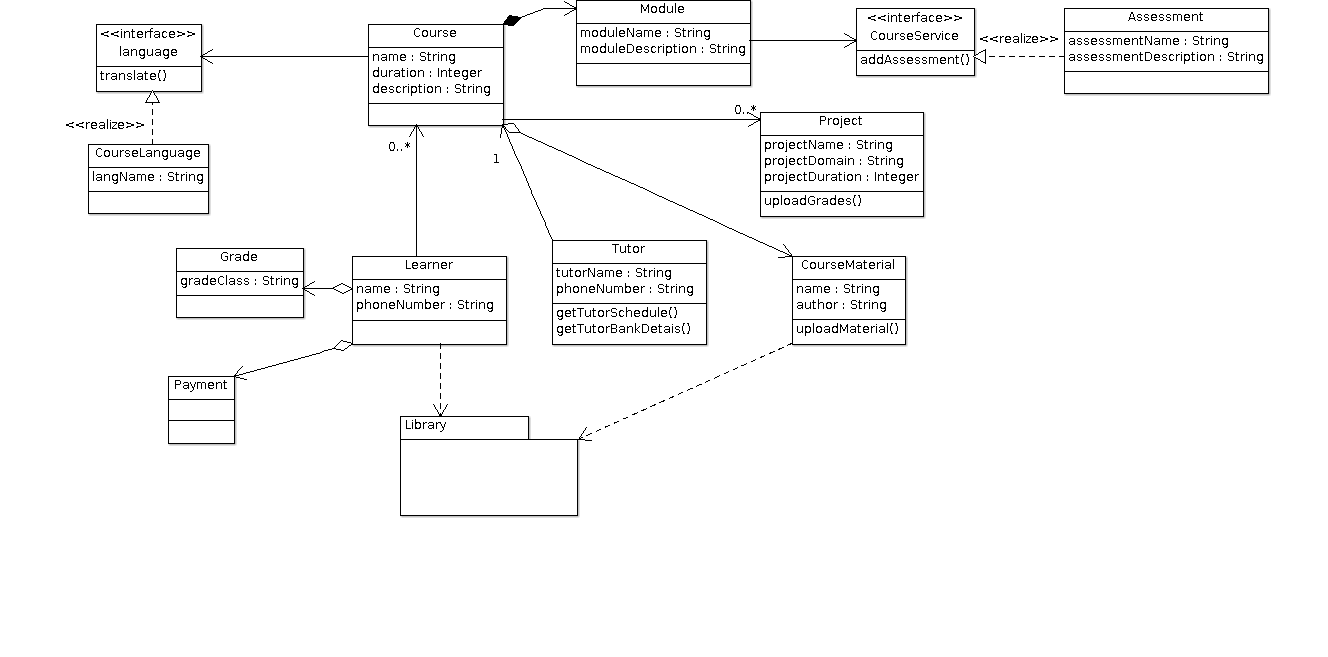 <<interface>>
language
translate()
<<realize>>
CourseLanguage
langName : String
Course
name : String
duration : Integer
description : String
Module
moduleName : String
moduleDescription : String
<<interface>>
CourseService
addAssessment()
<<realize>>
Assessment
assessmentName : String
assessmentDescription : String
0..*
Project
projectName : String
projectDomain : String
projectDuration : Integer
uploadGrades()
0..*
1
Grade
gradeClass : String
Learner
name : String
phoneNumber : String
Tutor
tutorName : String
phoneNumber : String
getTutorSchedule()
getTutorBankDetais()
CourseMaterial
name : String
author : String
uploadMaterial()
Payment
Library